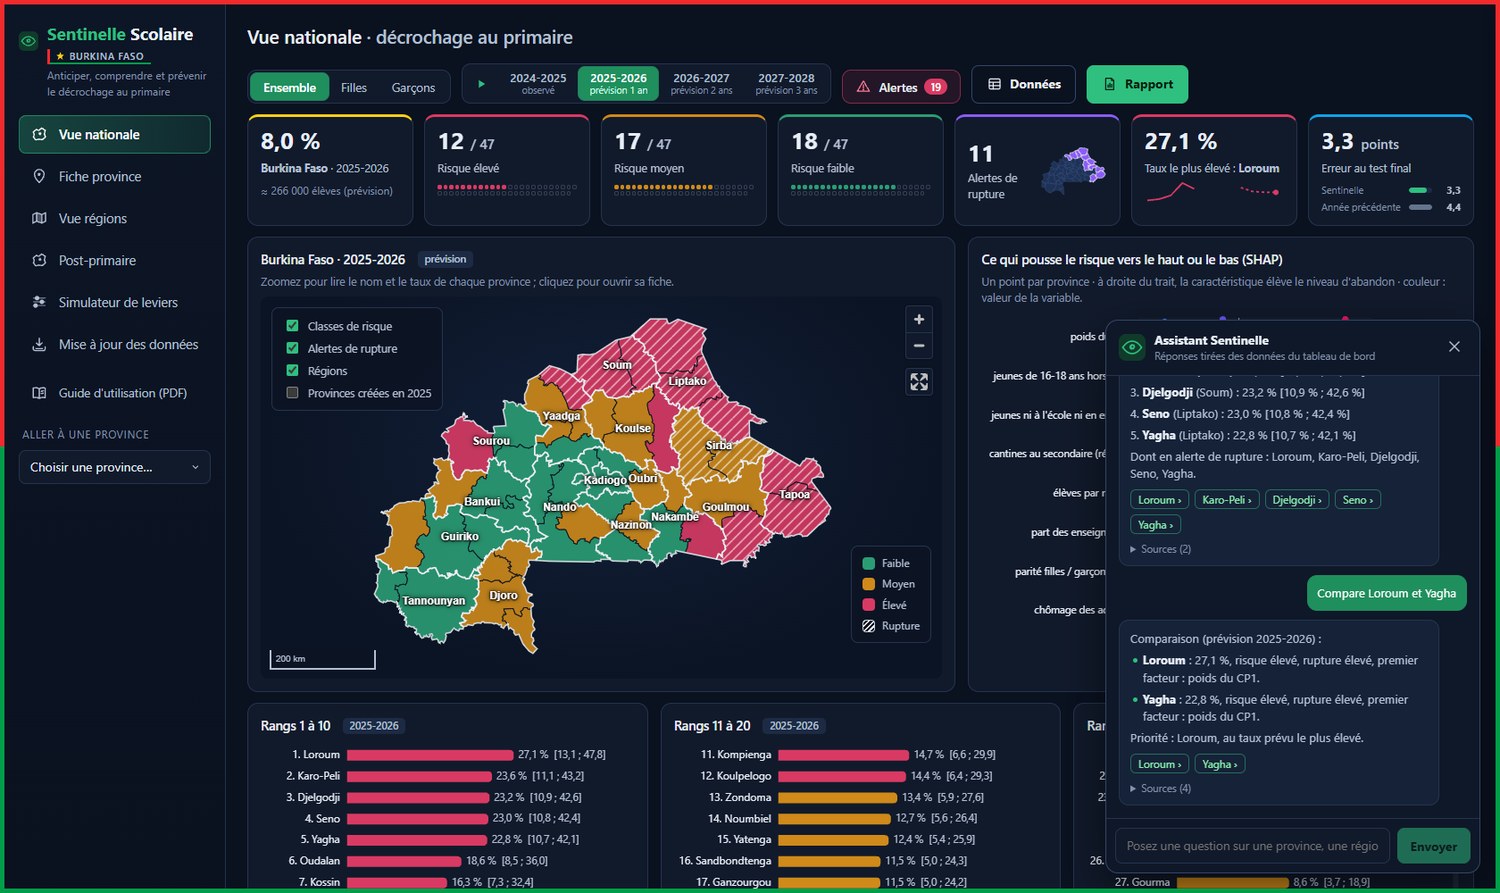 Sentinelle Scolaire
★ BURKINA FASO
Anticiper, comprendre et prévenir
le décrochage au primaire
Vue nationale
Fiche province
Vue régions
Post-primaire
Simulateur de leviers
Mise à jour des données
Guide d'utilisation (PDF)
ALLER À UNE PROVINCE
Choisir une province...
Vue nationale · décrochage au primaire
Ensemble
Filles
Garçons
2024-2025
observé
2025-2026
prévision 1 an
2026-2027
prévision 2 ans
2027-2028
prévision 3 ans
Alertes 19
Données
Rapport
8,0 %
Burkina Faso · 2025-2026
≈ 266 000 élèves (prévision)
12 / 47
Risque élevé
17 / 47
Risque moyen
18 / 47
Risque faible
11
Alertes de
rupture
27,1 %
Taux le plus élevé : Loroum
3,3 points
Erreur au test final
Sentinelle 3,3
Année précédente 4,4
Burkina Faso · 2025-2026 prévision
Zoomez pour lire le nom et le taux de chaque province ; cliquez pour ouvrir sa fiche.
Classes de risque
Alertes de rupture
Régions
Provinces créées en 2025
+
−
Soum
Liptako
Yaadga
Koulse
Sourou
Sirba
Kadiogo
Oubri
Tapoa
Bankui
Nando
Goulmou
Nakambe
Nazinon
Guiriko
Tannounyan
Djoro
Faible
Moyen
Élevé
Rupture
200 km
Ce qui pousse le risque vers le haut ou le bas (SHAP)
Un point par province · à droite du trait, la caractéristique élève le niveau d'abandon · couleur :
valeur de la variable.
poids du
jeunes de 16-18 ans hors
jeunes ni à l'école ni en e
cantines au secondaire (ré
élèves par
part des enseign
parité filles / garçon
chômage des
Assistant Sentinelle
Réponses tirées des données du tableau de bord
3. Djelgodji (Soum) : 23,2 % [10,9 % ; 42,6 %]
4. Seno (Liptako) : 23,0 % [10,8 % ; 42,4 %]
5. Yagha (Liptako) : 22,8 % [10,7 % ; 42,1 %]
Dont en alerte de rupture : Loroum, Karo-Peli, Djelgodji,
Seno, Yagha.
Loroum ›
Karo-Peli ›
Djelgodji ›
Seno ›
Yagha ›
▸ Sources (2)
Compare Loroum et Yagha
Comparaison (prévision 2025-2026) :
• Loroum : 27,1 %, risque élevé, rupture élevé, premier
facteur : poids du CP1.
• Yagha : 22,8 %, risque élevé, rupture élevé, premier
facteur : poids du CP1.
Priorité : Loroum, au taux prévu le plus élevé.
Loroum ›
Yagha ›
▸ Sources (4)
Posez une question sur une province, une régio
Envoyer
Rangs 1 à 10 2025-2026
1. Loroum 27,1 % [13,1 ; 47,8]
2. Karo-Peli 23,6 % [11,1 ; 43,2]
3. Djelgodji 23,2 % [10,9 ; 42,6]
4. Seno 23,0 % [10,8 ; 42,4]
5. Yagha 22,8 % [10,7 ; 42,1]
6. Oudalan 18,6 % [8,5 ; 36,0]
7. Kossin 16,3 % [7,3 ; 32,4]
Rangs 11 à 20 2025-2026
11. Kompienga 14,7 % [6,6 ; 29,9]
12. Koulpelogo 14,4 % [6,4 ; 29,3]
13. Zondoma 13,4 % [5,9 ; 27,6]
14. Noumbiel 12,7 % [5,6 ; 26,4]
15. Yatenga 12,4 % [5,4 ; 25,9]
16. Sandbondtenga 11,5 % [5,0 ; 24,3]
17. Ganzourgou 11,5 % [5,0 ; 24,2]
Ran
26.
27. Gourma 8,6 % [3,7 ; 18,9]